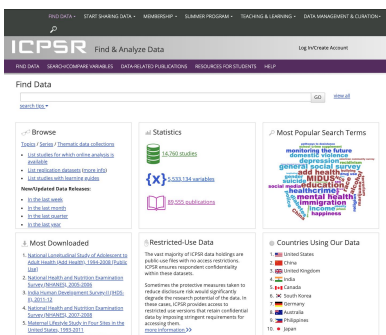 FIND DATA
START SHARING DATA
MEMBERSHIP
SUMMER PROGRAM
TEACHING & LEARNING
DATA MANAGEMENT & CURATION
ICPSR
Find & Analyze Data
Log In/Create Account
FIND DATA
SEARCH/COMPARE VARIABLES
DATA-RELATED PUBLICATIONS
RESOURCES FOR STUDENTS
HELP
Find Data
GO
view all
search tips
Browse
Topics / Series / Thematic data collections
List studies for which online analysis is
available
List replication datasets (more info)
List studies with learning guides
New/Updated Data Releases:
In the last week
In the last month
In the last quarter
In the last year
Statistics
14,760 studies
{x} 5,533,134 variables
89,555 publications
Most Popular Search Terms
monitoring the future
domestic violence
depression
general social survey
add health
gender
suicide
MIDUS
social media
education
health
crime
mental health
immigration
income
happiness
Most Downloaded
1. National Longitudinal Study of Adolescent to
Adult Health (Add Health), 1994-2008 [Public
Use]
2. National Health and Nutrition Examination
Survey (NHANES), 2005-2006
3. India Human Development Survey-II (IHDS-
II), 2011-12
4. National Health and Nutrition Examination
Survey (NHANES), 2007-2008
5. Maternal Lifestyle Study in Four Sites in the
United States, 1993-2011
Restricted-Use Data
The vast majority of ICPSR data holdings are
public-use files with no access restrictions.
ICPSR ensures respondent confidentiality
within these datasets.
Sometimes the protective measures taken to
reduce disclosure risk would significantly
degrade the research potential of the data. In
these cases, ICPSR provides access to
restricted-use versions that retain confidential
data by imposing stringent requirements for
accessing them.
more information >>
Countries Using Our Data
1. United States
2. China
3. United Kingdom
4. India
5. Canada
6. South Korea
7. Germany
8. Australia
9. Philippines
10. Japan